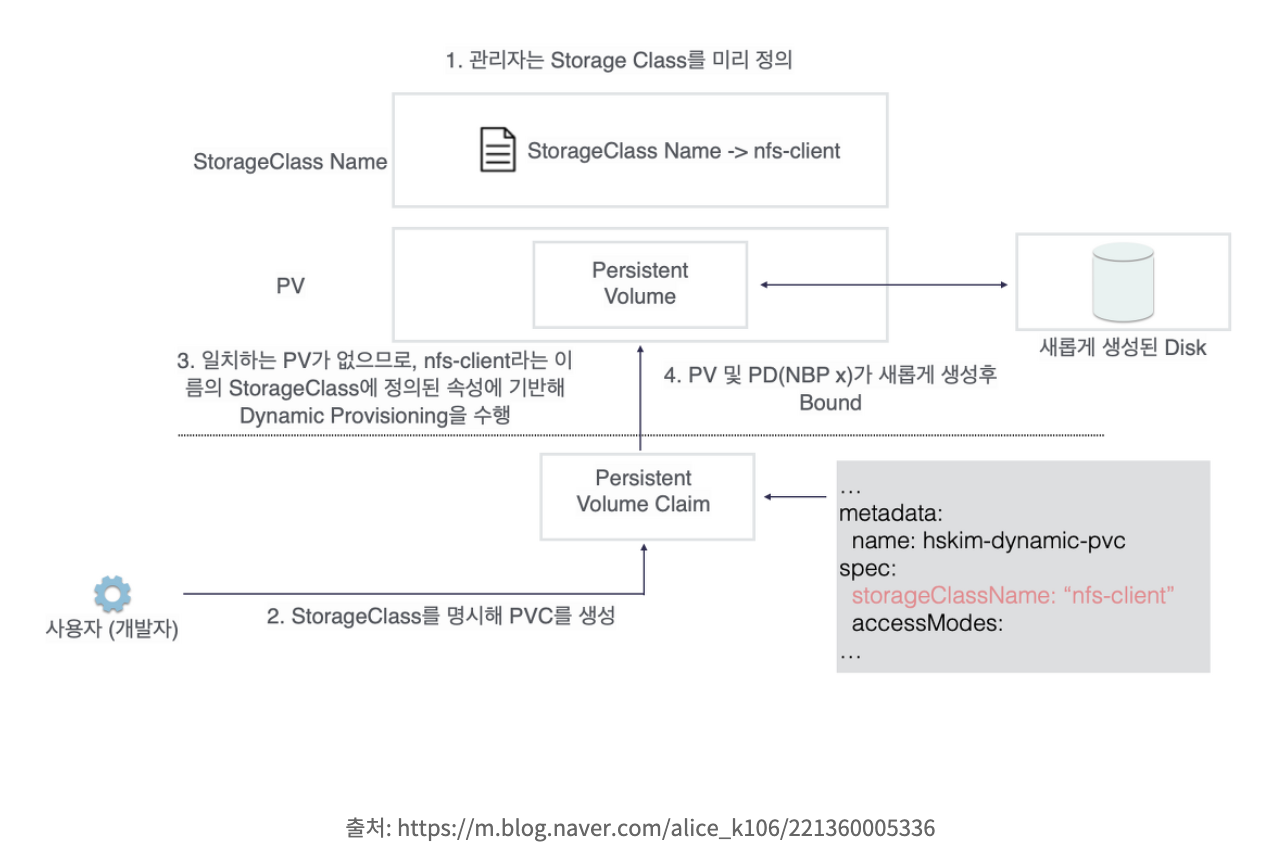 1. 관리자는 Storage Class를 미리 정의
StorageClass Name
StorageClass Name -> nfs-client
PV
Persistent
Volume
새롭게 생성된 Disk
3. 일치하는 PV가 없으므로, nfs-client라는 이
름의 StorageClass에 정의된 속성에 기반해
Dynamic Provisioning을 수행
4. PV 및 PD(NBP x)가 새롭게 생성후
Bound
Persistent
Volume Claim
...
metadata:
name: hskim-dynamic-pvc
spec:
storageClassName: “nfs-client”
accessModes:
...
사용자 (개발자)
2. StorageClass를 명시해 PVC를 생성
출처: https://m.blog.naver.com/alice_k106/221360005336